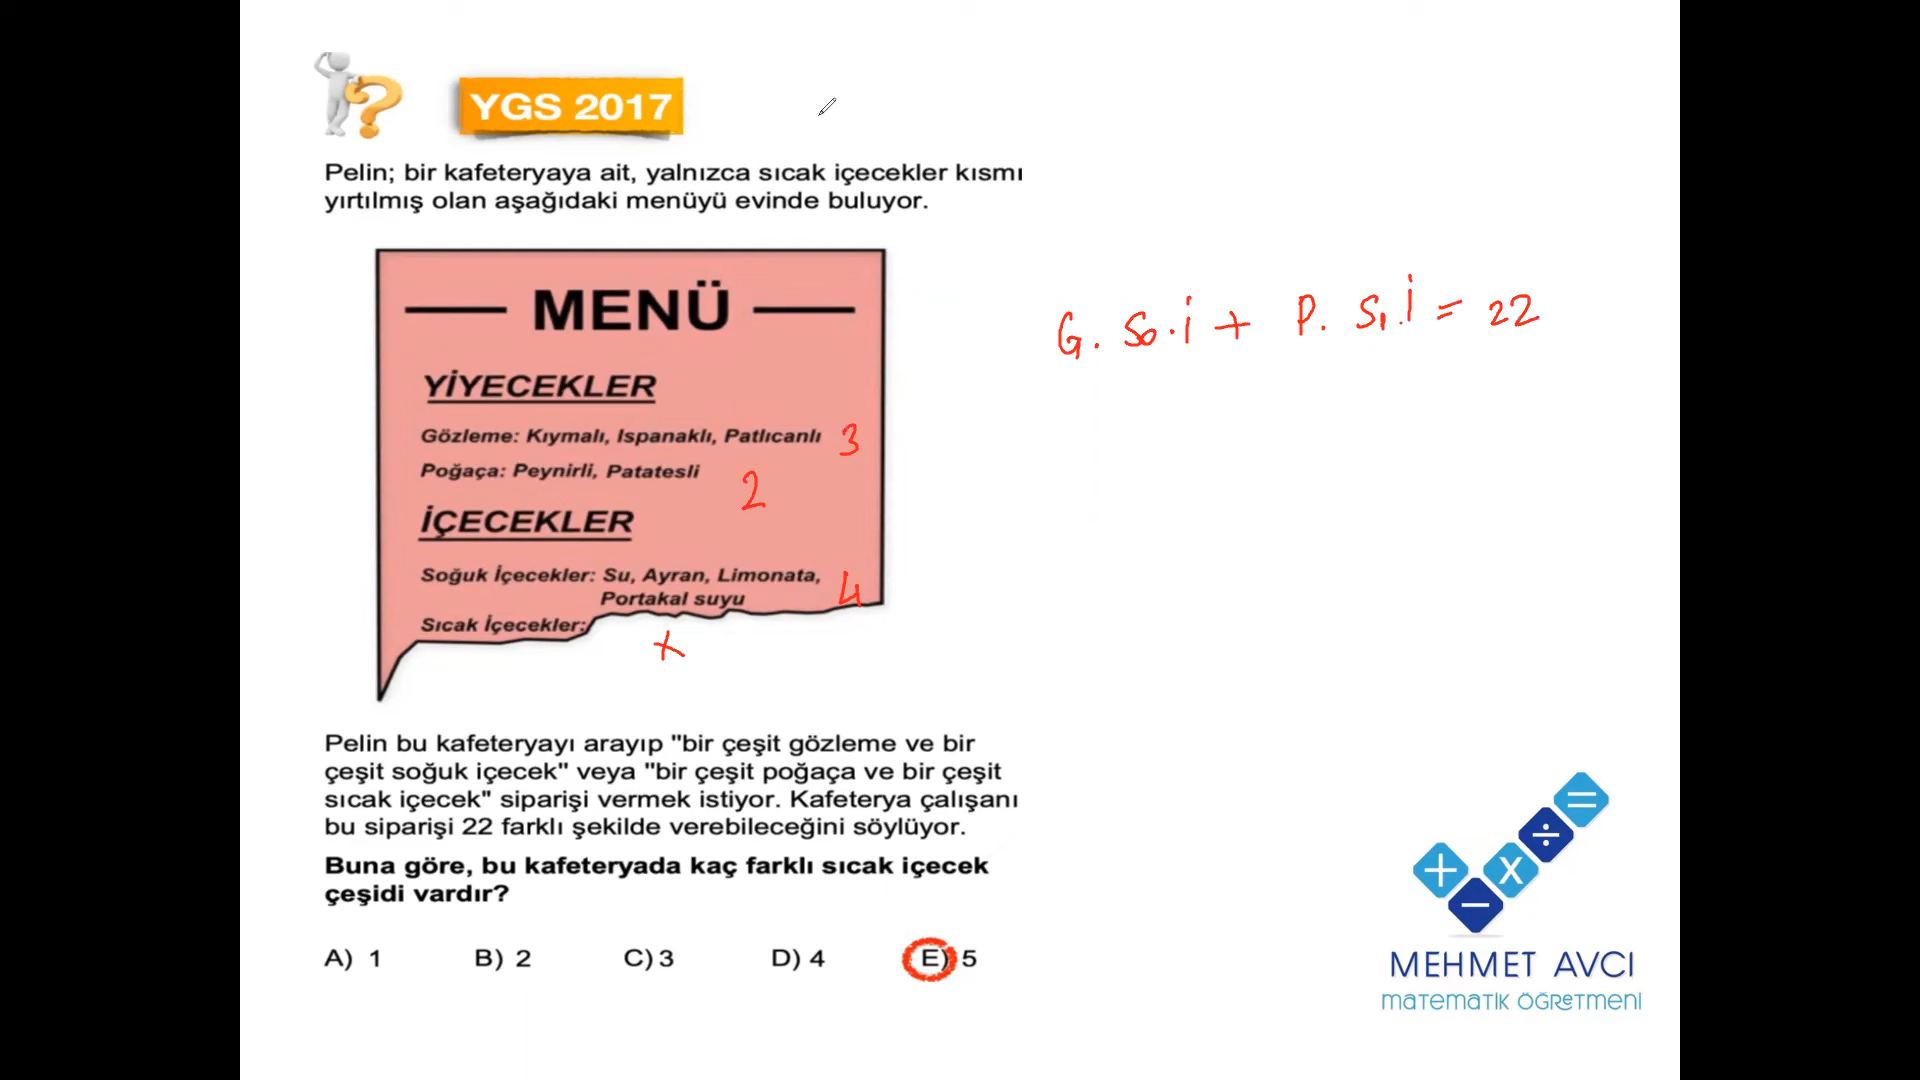 YGS 2017
Pelin; bir kafeteryaya ait, yalnızca sıcak içecekler kısmı
yırtılmış olan aşağıdaki menüyü evinde buluyor.
MENÜ
YİYECEKLER
Gözleme: Kıymalı, Ispanaklı, Patlıcanlı 3
Poğaça: Peynirli, Patatesli 2
İÇECEKLER
Soğuk İçecekler: Su, Ayran, Limonata,
Portakal suyu 4
Sıcak İçecekler: x
G. So.İ + P. Sı.İ = 22
Pelin bu kafeteryayı arayıp "bir çeşit gözleme ve bir
çeşit soğuk içecek" veya "bir çeşit poğaça ve bir çeşit
sıcak içecek" siparişi vermek istiyor. Kafeterya çalışanı
bu siparişi 22 farklı şekilde verebileceğini söylüyor.
Buna göre, bu kafeteryada kaç farklı sıcak içecek
çeşidi vardır?
A) 1 B) 2 C) 3 D) 4 E) 5
+ - x ÷ =
MEHMET AVCI
MATEMATİK ÖĞRETMENİ